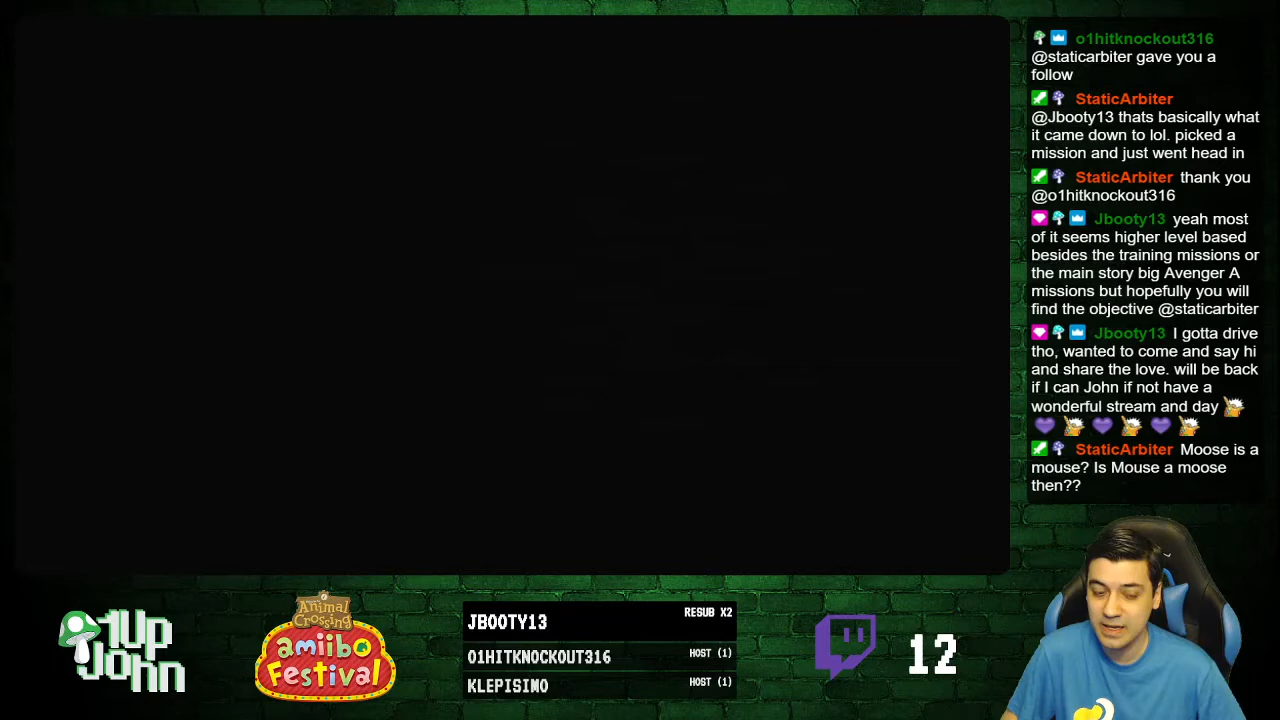 o1hitknockout316
@staticarbiter gave you a
follow
StaticArbiter
@Jbooty13 thats basically what
it came down to lol. picked a
mission and just went head in
StaticArbiter thank you
@o1hitknockout316
Jbooty13 yeah most
of it seems higher level based
besides the training missions or
the main story big Avenger A
missions but hopefully you will
find the objective @staticarbiter
Jbooty13 I gotta drive
tho, wanted to come and say hi
and share the love. will be back
if I can John if not have a
wonderful stream and day
StaticArbiter Moose is a
mouse? Is Mouse a moose
then??
1Up
John
Animal
Crossing
amiibo
Festival
JBOOTY13 RESUB X2
O1HITKNOCKOUT316 HOST (1)
KLEPISIMO HOST (1)
12